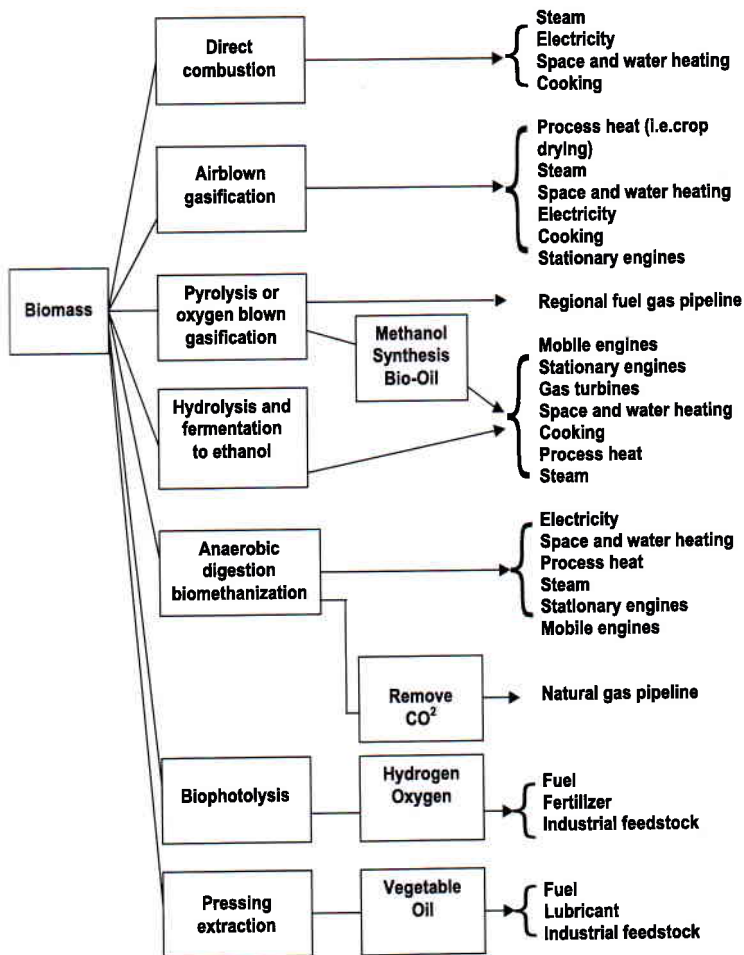 Direct
combustion
Steam
Electricity
Space and water heating
Cooking
Airblown
gasification
Process heat (i.e.crop
drying)
Steam
Space and water heating
Electricity
Cooking
Stationary engines
Biomass
Pyrolysis or
oxygen blown
gasification
Regional fuel gas pipeline
Methanol
Synthesis
Bio-Oil
Hydrolysis and
fermentation
to ethanol
Mobile engines
Stationary engines
Gas turbines
Space and water heating
Cooking
Process heat
Steam
Anaerobic
digestion
biomethanization
Electricity
Space and water heating
Process heat
Steam
Stationary engines
Mobile engines
Remove
CO²
Natural gas pipeline
Biophotolysis
Hydrogen
Oxygen
Fuel
Fertilizer
Industrial feedstock
Pressing
extraction
Vegetable
Oil
Fuel
Lubricant
Industrial feedstock